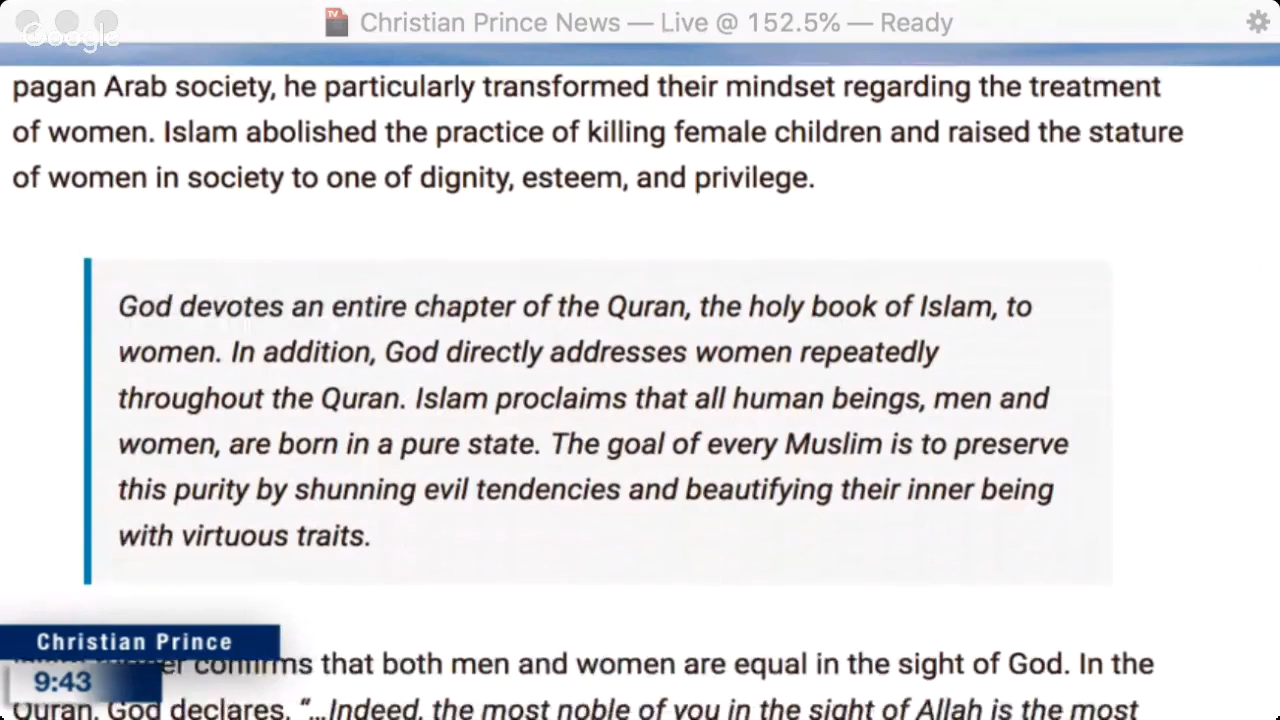 Christian Prince News — Live @ 152.5% — Ready
Google
TV
pagan Arab society, he particularly transformed their mindset regarding the treatment
of women. Islam abolished the practice of killing female children and raised the stature
of women in society to one of dignity, esteem, and privilege.
God devotes an entire chapter of the Quran, the holy book of Islam, to
women. In addition, God directly addresses women repeatedly
throughout the Quran. Islam proclaims that all human beings, men and
women, are born in a pure state. The goal of every Muslim is to preserve
this purity by shunning evil tendencies and beautifying their inner being
with virtuous traits.
Christian Prince
confirms that both men and women are equal in the sight of God. In the
9:43
Quran, God declares, “...Indeed, the most noble of you in the sight of Allah is the most